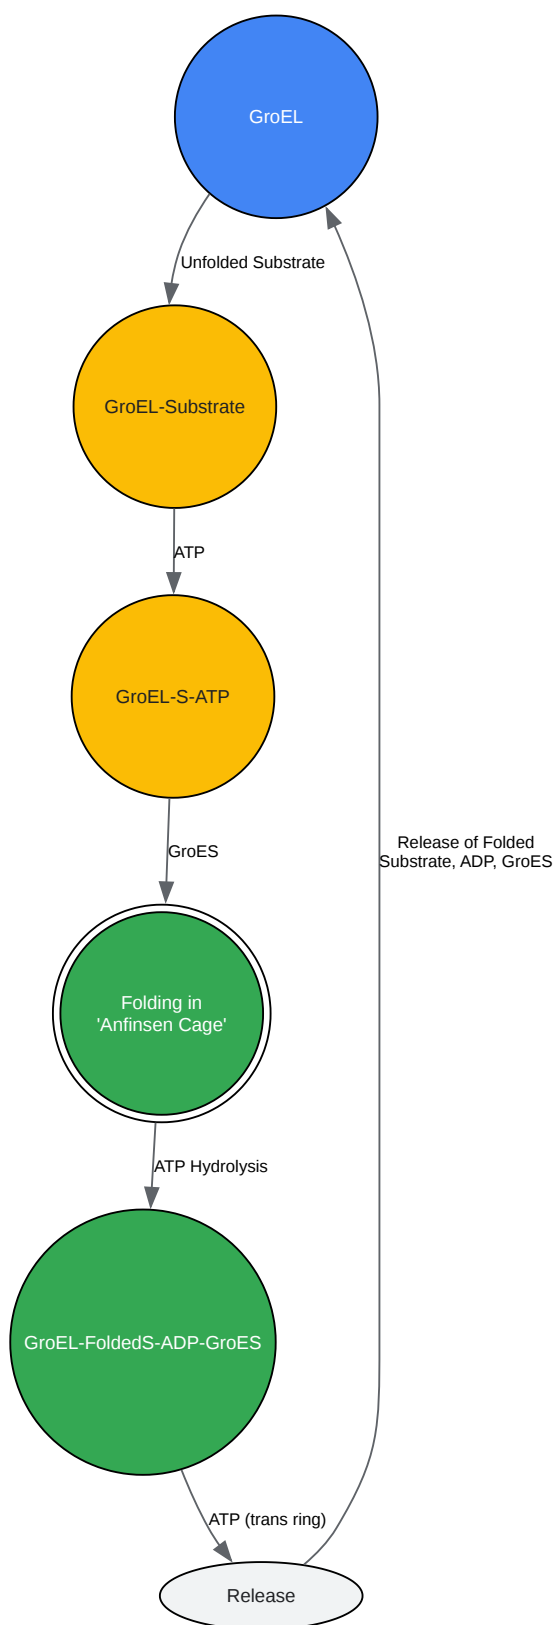 GroEL
Unfolded Substrate
GroEL-Substrate
ATP
GroEL-S-ATP
GroES
Release of Folded
Substrate, ADP, GroES
Folding in
'Anfinsen Cage'
ATP Hydrolysis
GroEL-FoldedS-ADP-GroES
ATP (trans ring)
Release